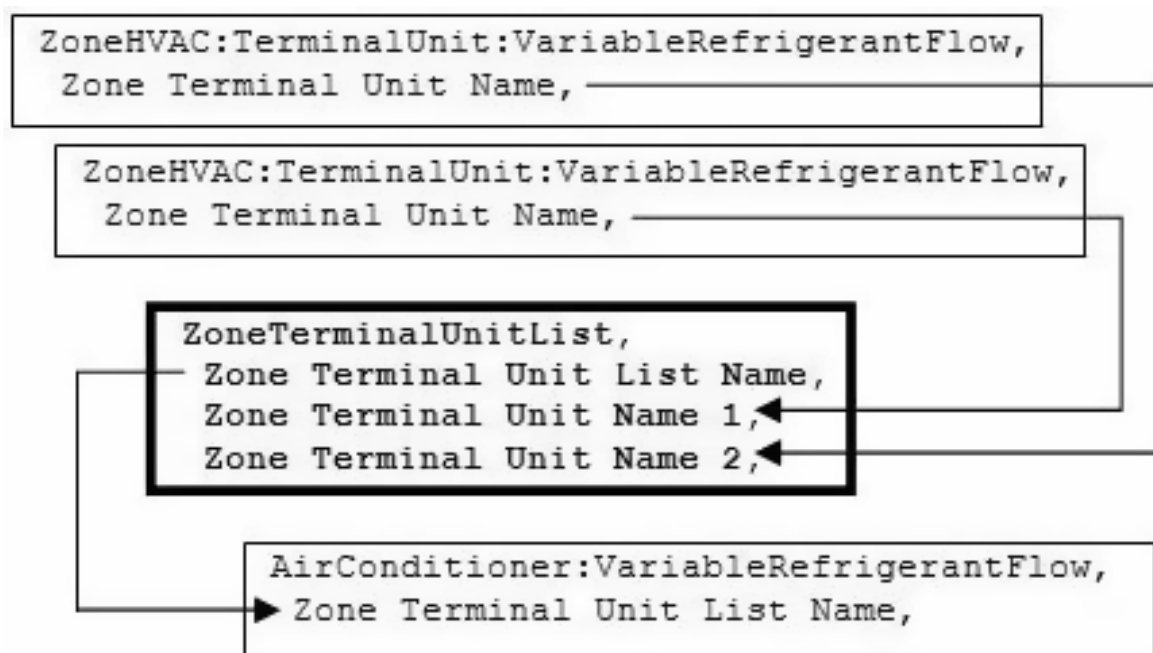 ZoneHVAC:TerminalUnit:VariableRefrigerantFlow,
Zone Terminal Unit Name,
ZoneHVAC:TerminalUnit:VariableRefrigerantFlow,
Zone Terminal Unit Name,
ZoneTerminalUnitList,
Zone Terminal Unit List Name,
Zone Terminal Unit Name 1,
Zone Terminal Unit Name 2,
AirConditioner:VariableRefrigerantFlow,
Zone Terminal Unit List Name,